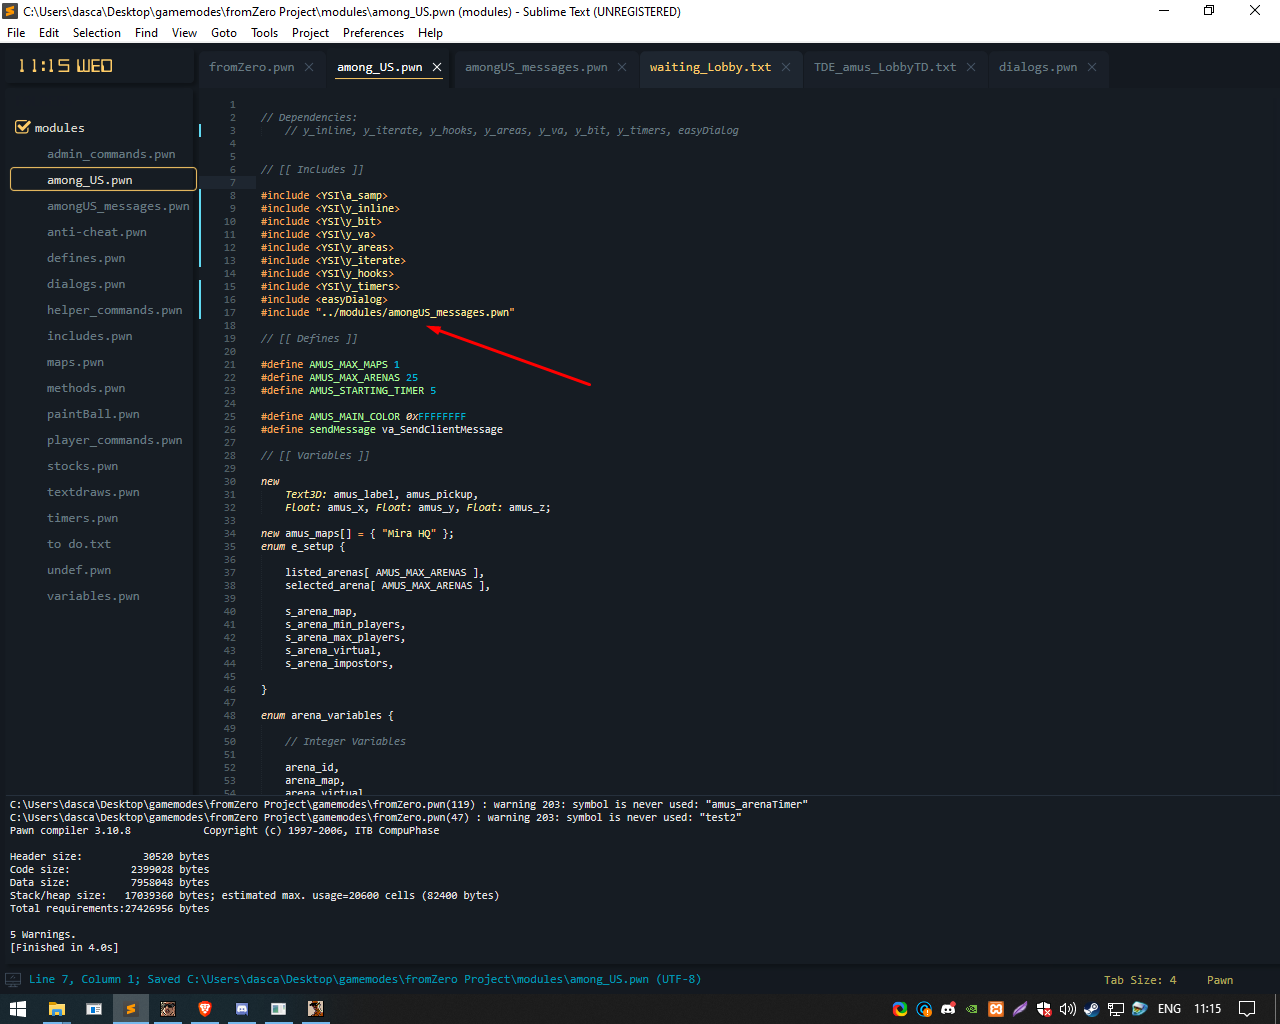 C:\Users\dasca\Desktop\gamemodes\fromZero Project\modules\among_US.pwn (modules) - Sublime Text (UNREGISTERED)
File Edit Selection Find View Goto Tools Project Preferences Help
11:15 WED
fromZero.pwn among_US.pwn amongUS_messages.pwn waiting_Lobby.txt TDE_amus_LobbyTD.txt dialogs.pwn
modules
admin_commands.pwn
among_US.pwn
amongUS_messages.pwn
anti-cheat.pwn
defines.pwn
dialogs.pwn
helper_commands.pwn
includes.pwn
maps.pwn
methods.pwn
paintBall.pwn
player_commands.pwn
stocks.pwn
textdraws.pwn
timers.pwn
to do.txt
undef.pwn
variables.pwn
1
2 // Dependencies:
3 // y_inline, y_iterate, y_hooks, y_areas, y_va, y_bit, y_timers, easyDialog
4
5
6 // [[ Includes ]]
7
8 #include <YSI\a_samp>
9 #include <YSI\y_inline>
10 #include <YSI\y_bit>
11 #include <YSI\y_va>
12 #include <YSI\y_areas>
13 #include <YSI\y_iterate>
14 #include <YSI\y_hooks>
15 #include <YSI\y_timers>
16 #include <easyDialog>
17 #include "../modules/amongUS_messages.pwn"
18
19 // [[ Defines ]]
20
21 #define AMUS_MAX_MAPS 1
22 #define AMUS_MAX_ARENAS 25
23 #define AMUS_STARTING_TIMER 5
24
25 #define AMUS_MAIN_COLOR 0xFFFFFFFF
26 #define sendMessage va_SendClientMessage
27
28 // [[ Variables ]]
29
30 new
31 Text3D: amus_label, amus_pickup,
32 Float: amus_x, Float: amus_y, Float: amus_z;
33
34 new amus_maps[] = { "Mira HQ" };
35 enum e_setup {
36
37 listed_arenas[ AMUS_MAX_ARENAS ],
38 selected_arena[ AMUS_MAX_ARENAS ],
39
40 s_arena_map,
41 s_arena_min_players,
42 s_arena_max_players,
43 s_arena_virtual,
44 s_arena_impostors,
45
46 }
47
48 enum arena_variables {
49
50 // Integer Variables
51
52 arena_id,
53 arena_map,
54 arena_virtual
C:\Users\dasca\Desktop\gamemodes\fromZero Project\gamemodes\fromZero.pwn(119) : warning 203: symbol is never used: "amus_arenaTimer"
C:\Users\dasca\Desktop\gamemodes\fromZero Project\gamemodes\fromZero.pwn(47) : warning 203: symbol is never used: "test2"
Pawn compiler 3.10.8 Copyright (c) 1997-2006, ITB CompuPhase
Header size: 30520 bytes
Code size: 2399028 bytes
Data size: 7958048 bytes
Stack/heap size: 17039360 bytes; estimated max. usage=20600 cells (82400 bytes)
Total requirements:27426956 bytes
5 Warnings.
[Finished in 4.0s]
Line 7, Column 1; Saved C:\Users\dasca\Desktop\gamemodes\fromZero Project\modules\among_US.pwn (UTF-8) Tab Size: 4 Pawn
ENG 11:15